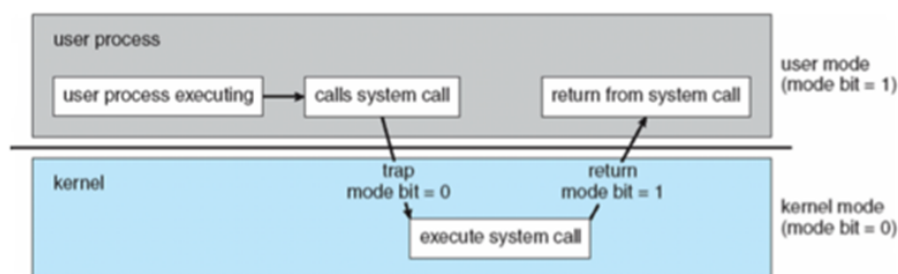 user process
user process executing
calls system call
return from system call
user mode
(mode bit = 1)
kernel
trap
mode bit = 0
return
mode bit = 1
execute system call
kernel mode
(mode bit = 0)